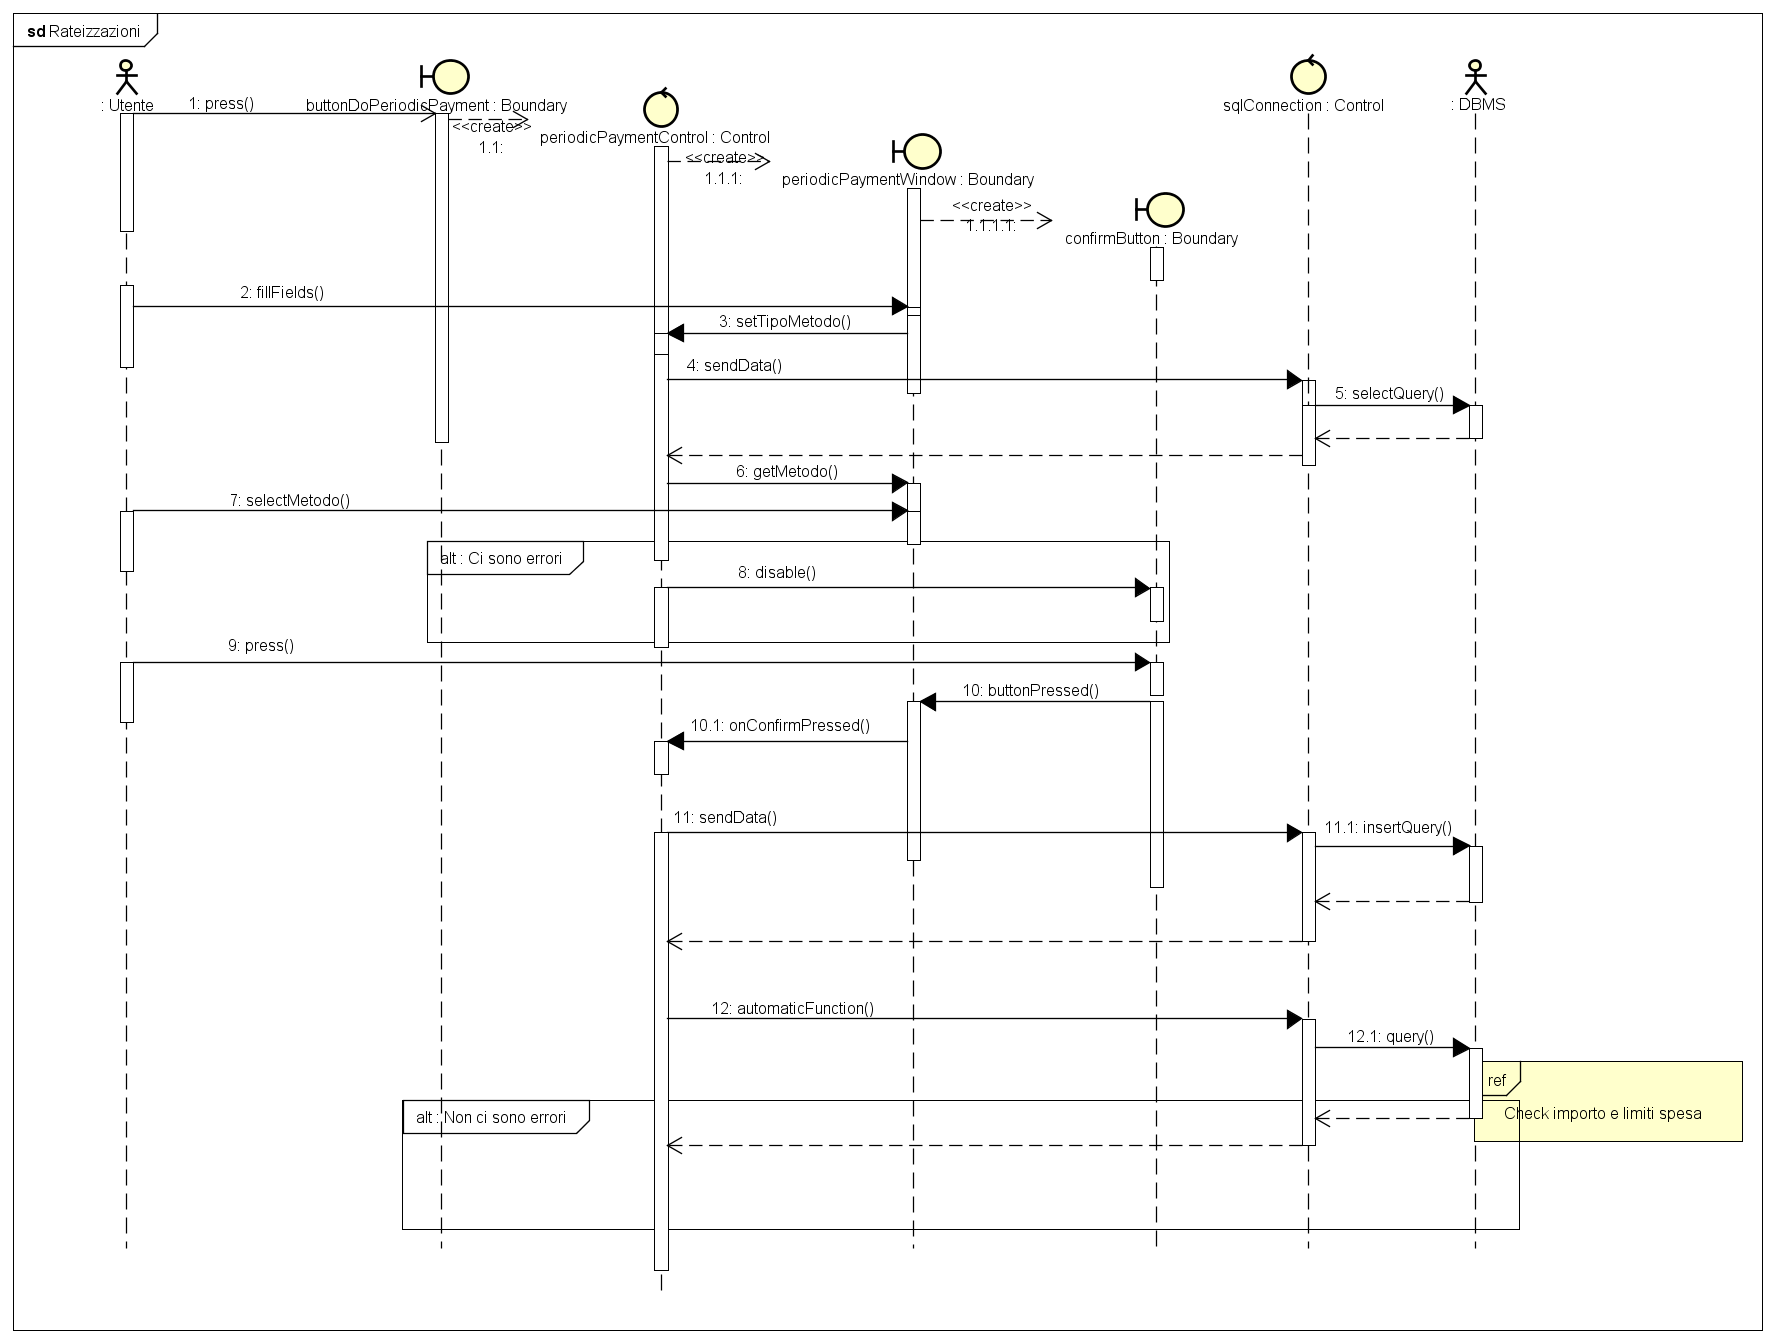 sd Rateizzazioni
: Utente
1: press()
buttonDoPeriodicPayment : Boundary
<<create>>
1.1:
periodicPaymentControl : Control
<<create>>
1.1.1:
periodicPaymentWindow : Boundary
<<create>>
1.1.1.1:
confirmButton : Boundary
sqlConnection : Control
: DBMS
2: fillFields()
3: setTipoMetodo()
4: sendData()
5: selectQuery()
6: getMetodo()
7: selectMetodo()
alt : Ci sono errori
8: disable()
9: press()
10: buttonPressed()
10.1: onConfirmPressed()
11: sendData()
11.1: insertQuery()
12: automaticFunction()
12.1: query()
ref
Check importo e limiti spesa
alt : Non ci sono errori